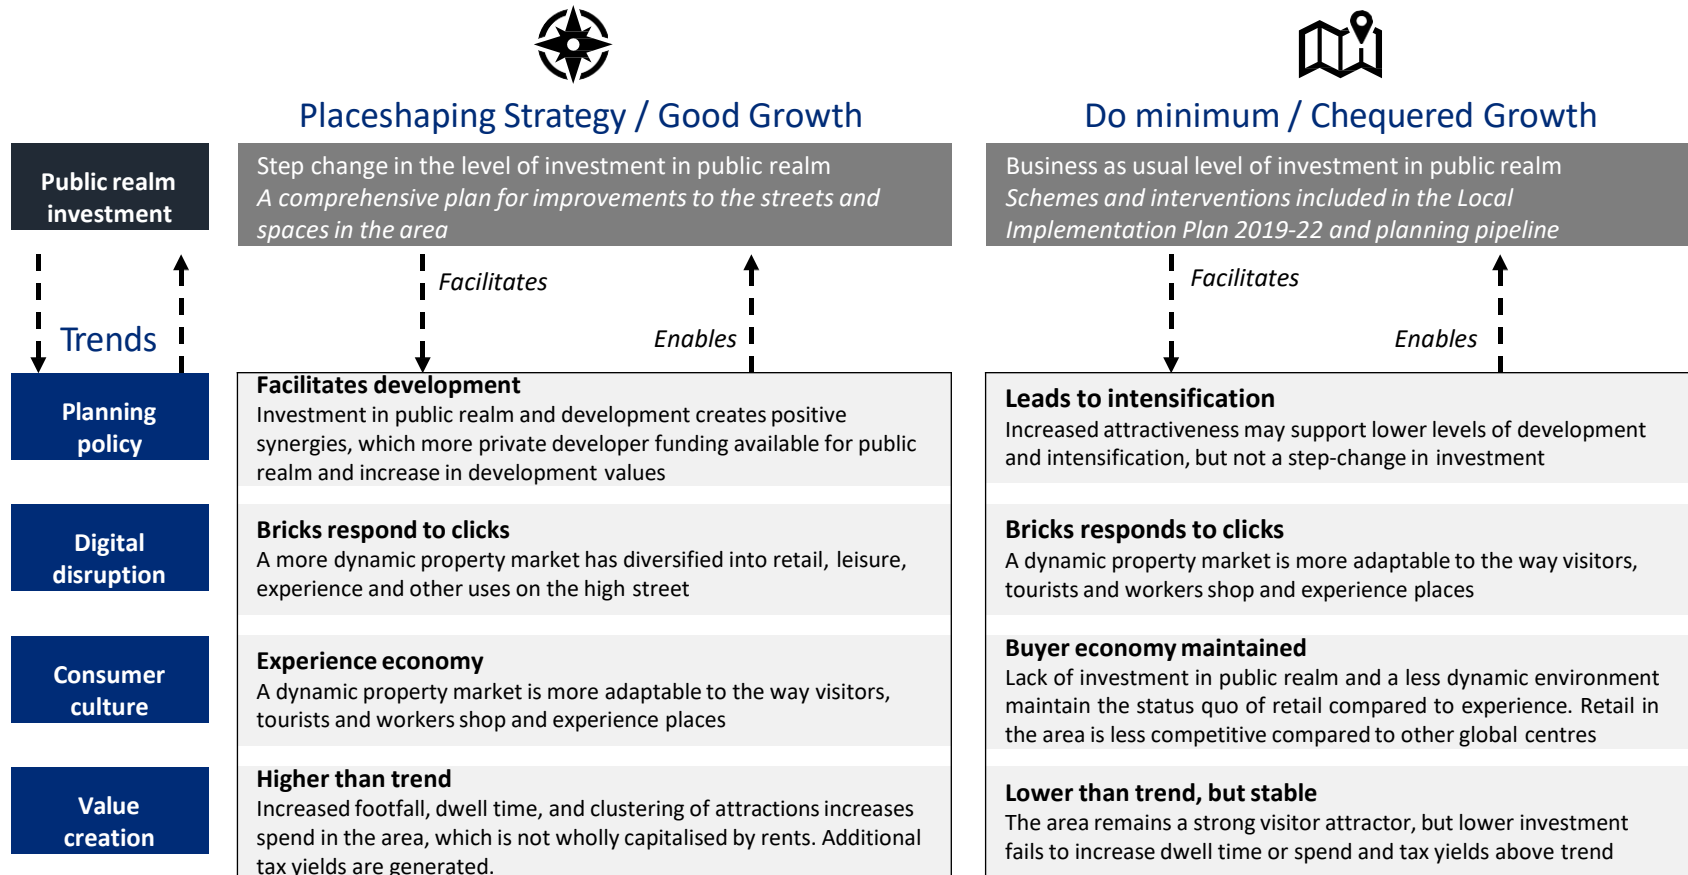 Placeshaping Strategy / Good Growth
Do minimum / Chequered Growth
Public realm
investment
Step change in the level of investment in public realm
A comprehensive plan for improvements to the streets and
spaces in the area
Business as usual level of investment in public realm
Schemes and interventions included in the Local
Implementation Plan 2019-22 and planning pipeline
Trends
Facilitates
Enables
Facilitates
Enables
Planning
policy
Facilitates development
Investment in public realm and development creates positive
synergies, which more private developer funding available for public
realm and increase in development values
Leads to intensification
Increased attractiveness may support lower levels of development
and intensification, but not a step-change in investment
Digital
disruption
Bricks respond to clicks
A more dynamic property market has diversified into retail, leisure,
experience and other uses on the high street
Bricks responds to clicks
A dynamic property market is more adaptable to the way visitors,
tourists and workers shop and experience places
Consumer
culture
Experience economy
A dynamic property market is more adaptable to the way visitors,
tourists and workers shop and experience places
Buyer economy maintained
Lack of investment in public realm and a less dynamic environment
maintain the status quo of retail compared to experience. Retail in
the area is less competitive compared to other global centres
Value
creation
Higher than trend
Increased footfall, dwell time, and clustering of attractions increases
spend in the area, which is not wholly capitalised by rents. Additional
tax yields are generated.
Lower than trend, but stable
The area remains a strong visitor attractor, but lower investment
fails to increase dwell time or spend and tax yields above trend